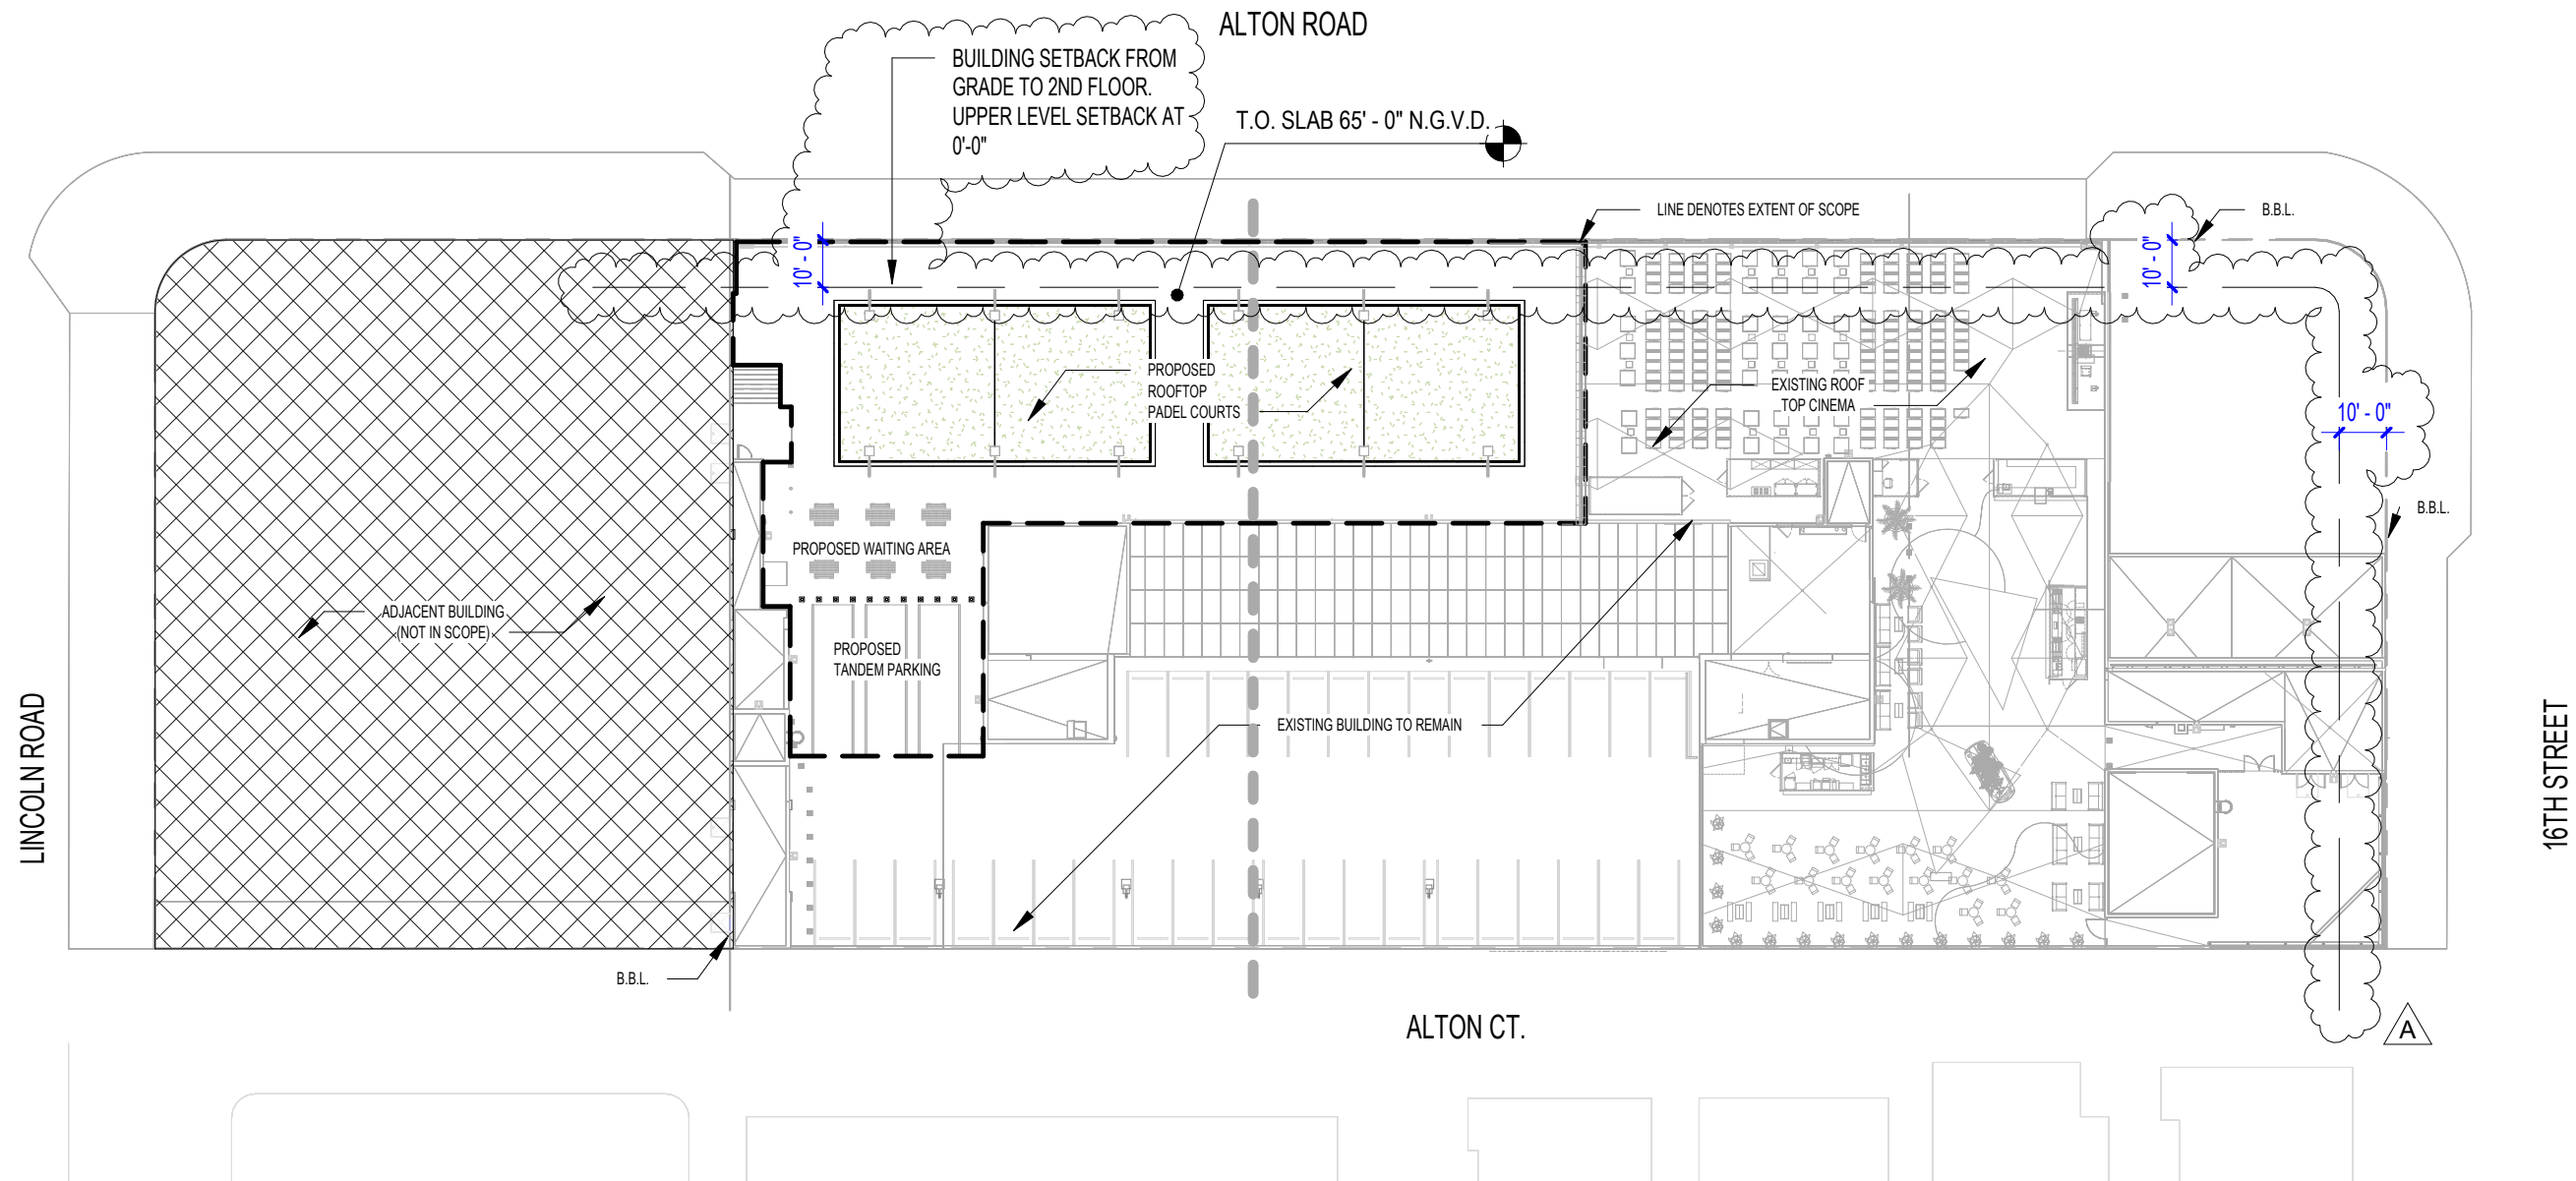 ALTON ROAD
BUILDING SETBACK FROM
GRADE TO 2ND FLOOR.
UPPER LEVEL SETBACK AT
0'-0"
T.O. SLAB 65' - 0" N.G.V.D.
LINE DENOTES EXTENT OF SCOPE
B.B.L.
10' - 0"
10' - 0"
PROPOSED
ROOFTOP
PADEL COURTS
EXISTING ROOF
TOP CINEMA
10' - 0"
B.B.L.
PROPOSED WAITING AREA
ADJACENT BUILDING
(NOT IN SCOPE)
PROPOSED
TANDEM PARKING
EXISTING BUILDING TO REMAIN
LINCOLN ROAD
16TH STREET
B.B.L.
ALTON CT.
A